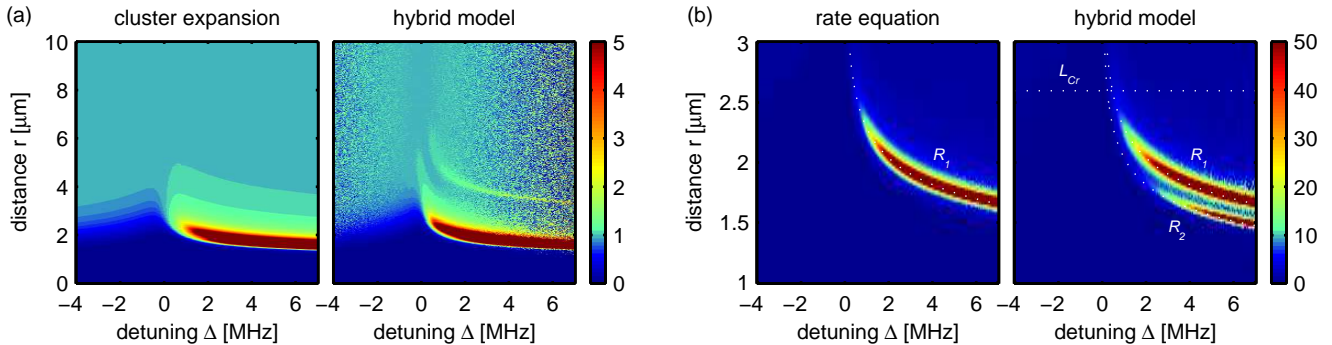 (a)
cluster expansion
hybrid model
distance r [μm]
10
8
6
4
2
0
−4
−2
0
2
4
6
−4
−2
0
2
4
6
detuning Δ [MHz]
detuning Δ [MHz]
5
4
3
2
1
0
(b)
rate equation
hybrid model
distance r [μm]
3
2.5
2
1.5
1
R1
LCr
R1
R2
−4
−2
0
2
4
6
−4
−2
0
2
4
6
detuning Δ [MHz]
detuning Δ [MHz]
50
40
30
20
10
0